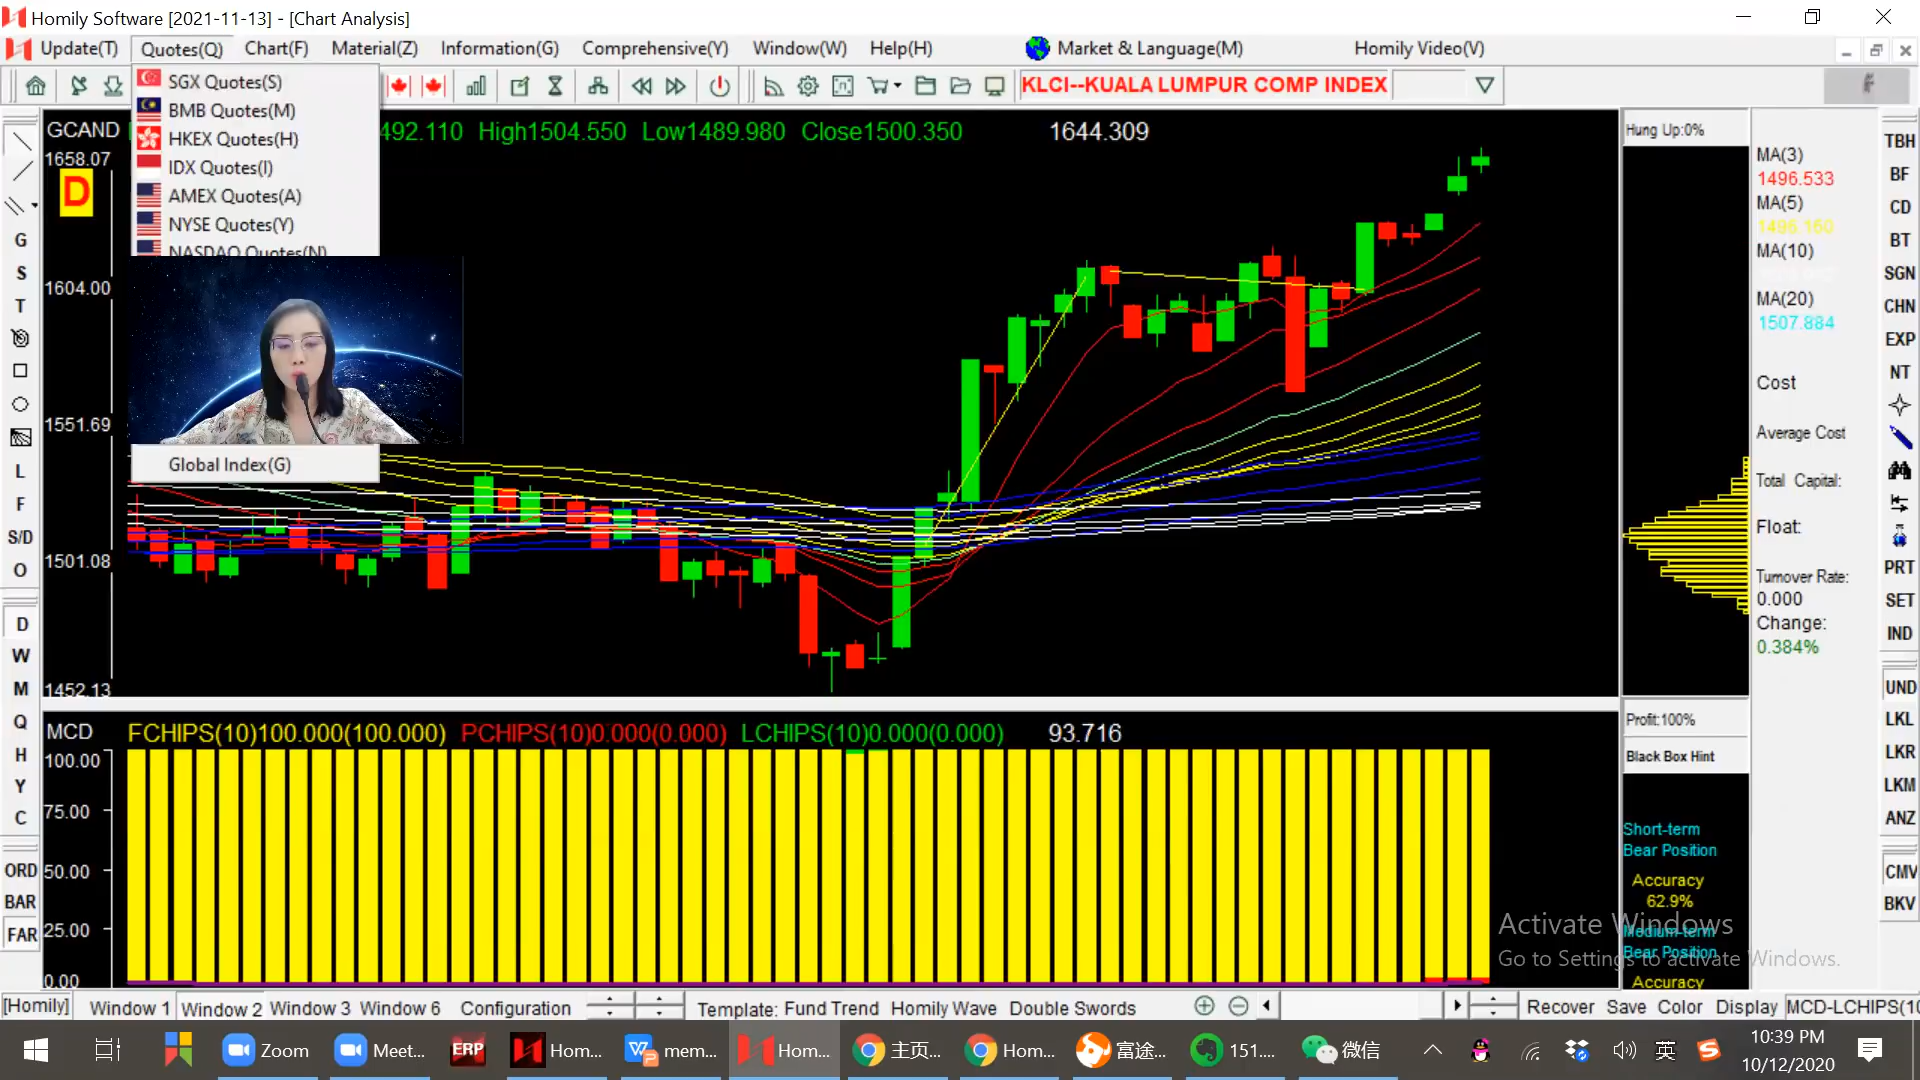 Homily Software [2021-11-13] - [Chart Analysis]
Update(T) Quotes(Q) Chart(F) Material(Z) Information(G) Comprehensive(Y) Window(W) Help(H) Market & Language(M) Homily Video(V)
SGX Quotes(S)
BMB Quotes(M)
HKEX Quotes(H)
IDX Quotes(I)
AMEX Quotes(A)
NYSE Quotes(Y)
NASDAQ Quotes(N)
Global Index(G)
KLCI--KUALA LUMPUR COMP INDEX
GCAND 492.110 High1504.550 Low1489.980 Close1500.350 1644.309
1658.07
D
1604.00
1551.69
1501.08
1452.13
G
S
T
L
F
S/D
O
D
W
M
Q
H
Y
C
ORD
BAR
FAR
MCD FCHIPS(10)100.000(100.000) PCHIPS(10)0.000(0.000) LCHIPS(10)0.000(0.000) 93.716
100.00
75.00
50.00
25.00
0.00
Hung Up:0%
Profit:100%
Black Box Hint
Short-term
Bear Position
Accuracy
62.9%
Medium-term
Bear Position
Accuracy
MA(3)
1496.533
MA(5)
1496.160
MA(10)
MA(20)
1507.884
Cost
Average Cost
Total Capital:
Float:
Turnover Rate:
0.000
Change:
0.384%
TBH
BF
CD
BT
SGN
CHN
EXP
NT
PRT
SET
IND
UND
LKL
LKR
LKM
ANZ
CMV
BKV
Activate Windows
Go to Settings to activate Windows.
[Homily] Window 1 Window 2 Window 3 Window 6 Configuration Template: Fund Trend Homily Wave Double Swords Recover Save Color Display MCD-LCHIPS(10
Zoom Meet... ERP Hom... mem... Hom... 主页... Hom... 富途... 151.... 微信 英
10:39 PM
10/12/2020